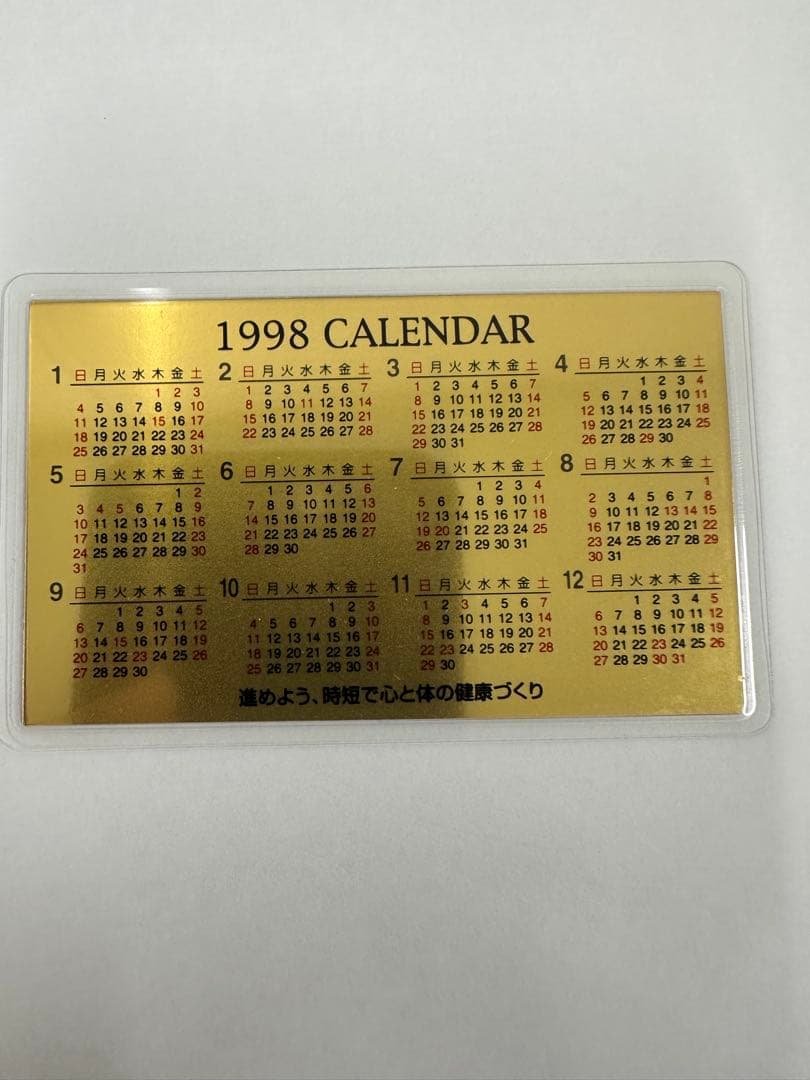 1998 CALENDAR
1 日 月 火 水 木 金 土
1 2 3
4 5 6 7 8 9 10
11 12 13 14 15 16 17
18 19 20 21 22 23 24
25 26 27 28 29 30 31
2 日 月 火 水 木 金 土
1 2 3 4 5 6 7
8 9 10 11 12 13 14
15 16 17 18 19 20 21
22 23 24 25 26 27 28
3 日 月 火 水 木 金 土
1 2 3 4 5 6 7
8 9 10 11 12 13 14
15 16 17 18 19 20 21
22 23 24 25 26 27 28
29 30 31
4 日 月 火 水 木 金 土
1 2 3 4
5 6 7 8 9 10 11
12 13 14 15 16 17 18
19 20 21 22 23 24 25
26 27 28 29 30
5 日 月 火 水 木 金 土
1 2
3 4 5 6 7 8 9
10 11 12 13 14 15 16
17 18 19 20 21 22 23
24 25 26 27 28 29 30
31
6 日 月 火 水 木 金 土
1 2 3 4 5 6
7 8 9 10 11 12 13
14 15 16 17 18 19 20
21 22 23 24 25 26 27
28 29 30
7 日 月 火 水 木 金 土
1 2 3 4
5 6 7 8 9 10 11
12 13 14 15 16 17 18
19 20 21 22 23 24 25
26 27 28 29 30 31
8 日 月 火 水 木 金 土
1
2 3 4 5 6 7 8
9 10 11 12 13 14 15
16 17 18 19 20 21 22
23 24 25 26 27 28 29
30 31
9 日 月 火 水 木 金 土
1 2 3 4 5
6 7 8 9 10 11 12
13 14 15 16 17 18 19
20 21 22 23 24 25 26
27 28 29 30
10 日 月 火 水 木 金 土
1 2 3
4 5 6 7 8 9 10
11 12 13 14 15 16 17
18 19 20 21 22 23 24
25 26 27 28 29 30 31
11 日 月 火 水 木 金 土
1 2 3 4 5 6 7
8 9 10 11 12 13 14
15 16 17 18 19 20 21
22 23 24 25 26 27 28
29 30
12 日 月 火 水 木 金 土
1 2 3 4 5
6 7 8 9 10 11 12
13 14 15 16 17 18 19
20 21 22 23 24 25 26
27 28 29 30 31
進めよう、時短で心と体の健康づくり